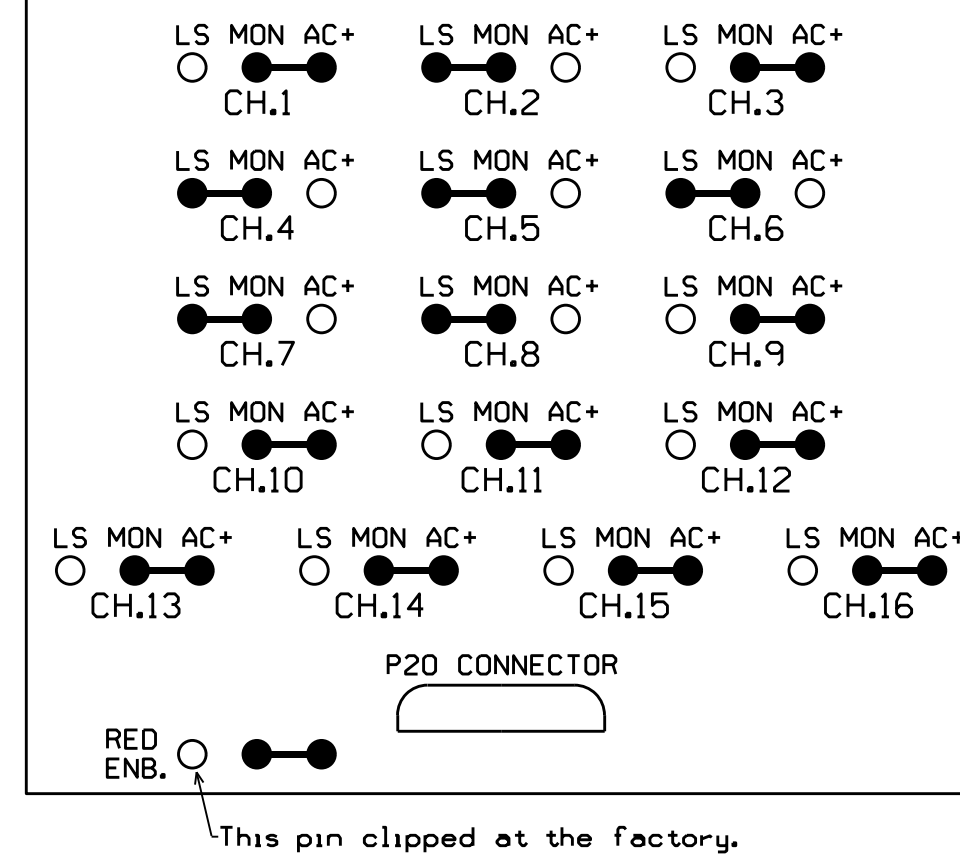 LS MON AC+ LS MON AC+ LS MON AC+
CH.1 CH.2 CH.3
LS MON AC+ LS MON AC+ LS MON AC+
CH.4 CH.5 CH.6
LS MON AC+ LS MON AC+ LS MON AC+
CH.7 CH.8 CH.9
LS MON AC+ LS MON AC+ LS MON AC+
CH.10 CH.11 CH.12
LS MON AC+ LS MON AC+ LS MON AC+ LS MON AC+
CH.13 CH.14 CH.15 CH.16
P20 CONNECTOR
RED
ENB.
This pin clipped at the factory.